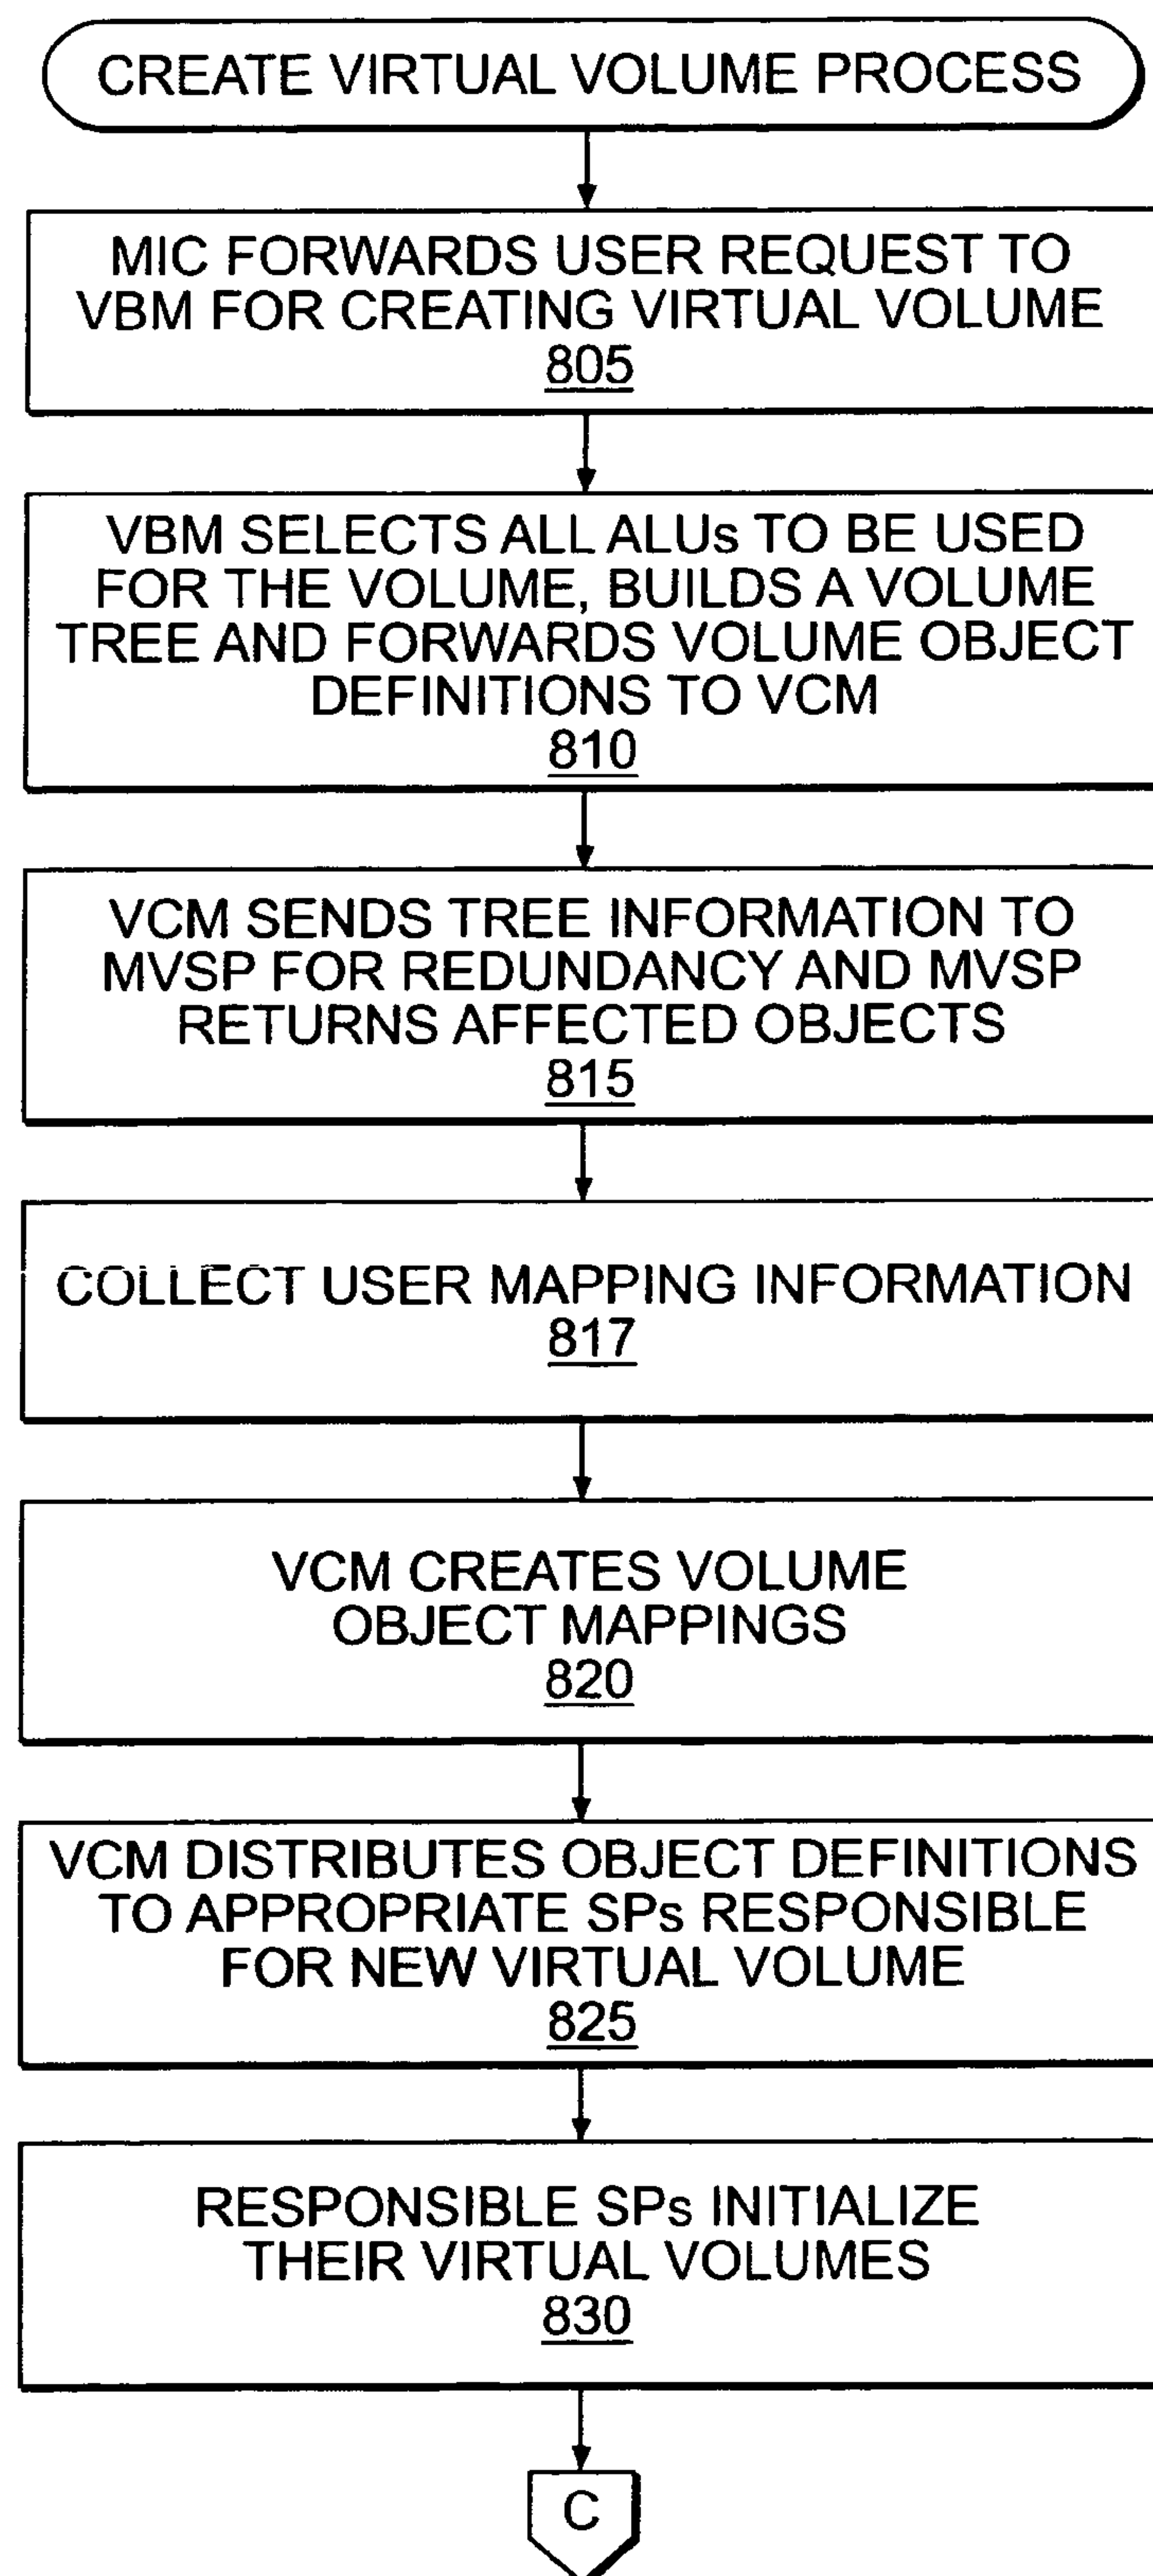 CREATE VIRTUAL VOLUME PROCESS
MIC FORWARDS USER REQUEST TO
VBM FOR CREATING VIRTUAL VOLUME
805
VBM SELECTS ALL ALUs TO BE USED
FOR THE VOLUME, BUILDS A VOLUME
TREE AND FORWARDS VOLUME OBJECT
DEFINITIONS TO VCM
810
VCM SENDS TREE INFORMATION TO
MVSP FOR REDUNDANCY AND MVSP
RETURNS AFFECTED OBJECTS
815
COLLECT USER MAPPING INFORMATION
817
VCM CREATES VOLUME
OBJECT MAPPINGS
820
VCM DISTRIBUTES OBJECT DEFINITIONS
TO APPROPRIATE SPs RESPONSIBLE
FOR NEW VIRTUAL VOLUME
825
RESPONSIBLE SPs INITIALIZE
THEIR VIRTUAL VOLUMES
830
C